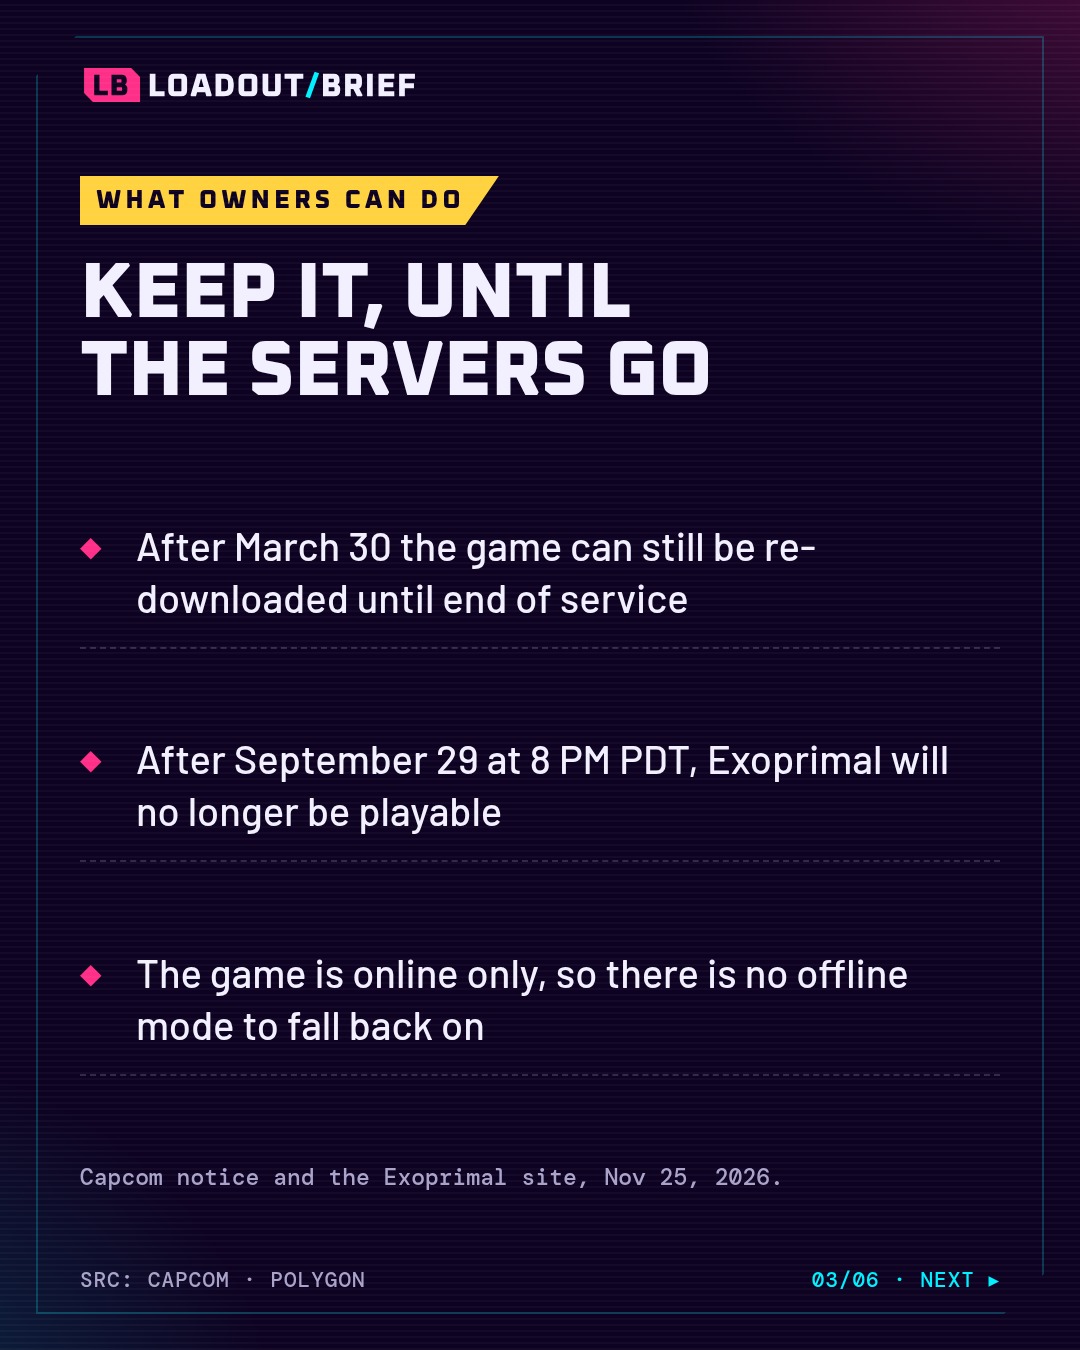 LB LOADOUT/BRIEF
WHAT OWNERS CAN DO
KEEP IT, UNTIL
THE SERVERS GO
After March 30 the game can still be re-
downloaded until end of service
After September 29 at 8 PM PDT, Exoprimal will
no longer be playable
The game is online only, so there is no offline
mode to fall back on
Capcom notice and the Exoprimal site, Nov 25, 2026.
SRC: CAPCOM · POLYGON
03/06 · NEXT ▶